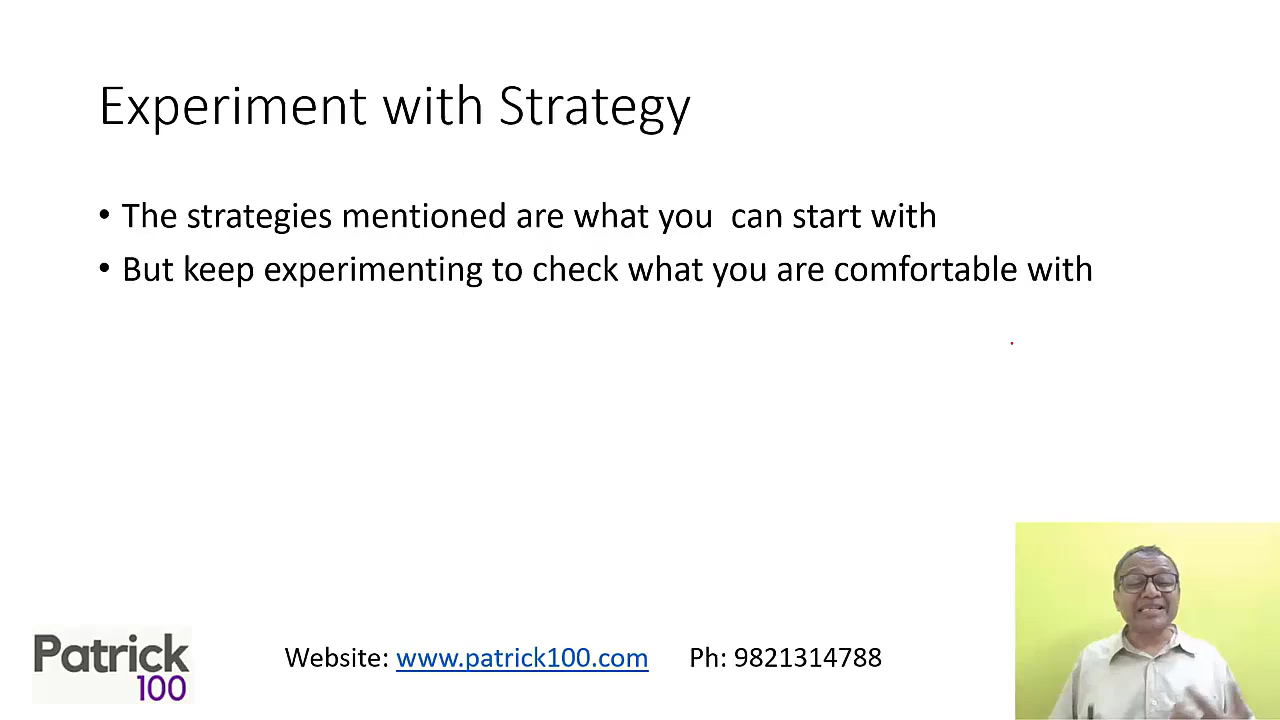 Experiment with Strategy
• The strategies mentioned are what you  can start with
• But keep experimenting to check what you are comfortable with
Patrick
100
Website: www.patrick100.com Ph: 9821314788